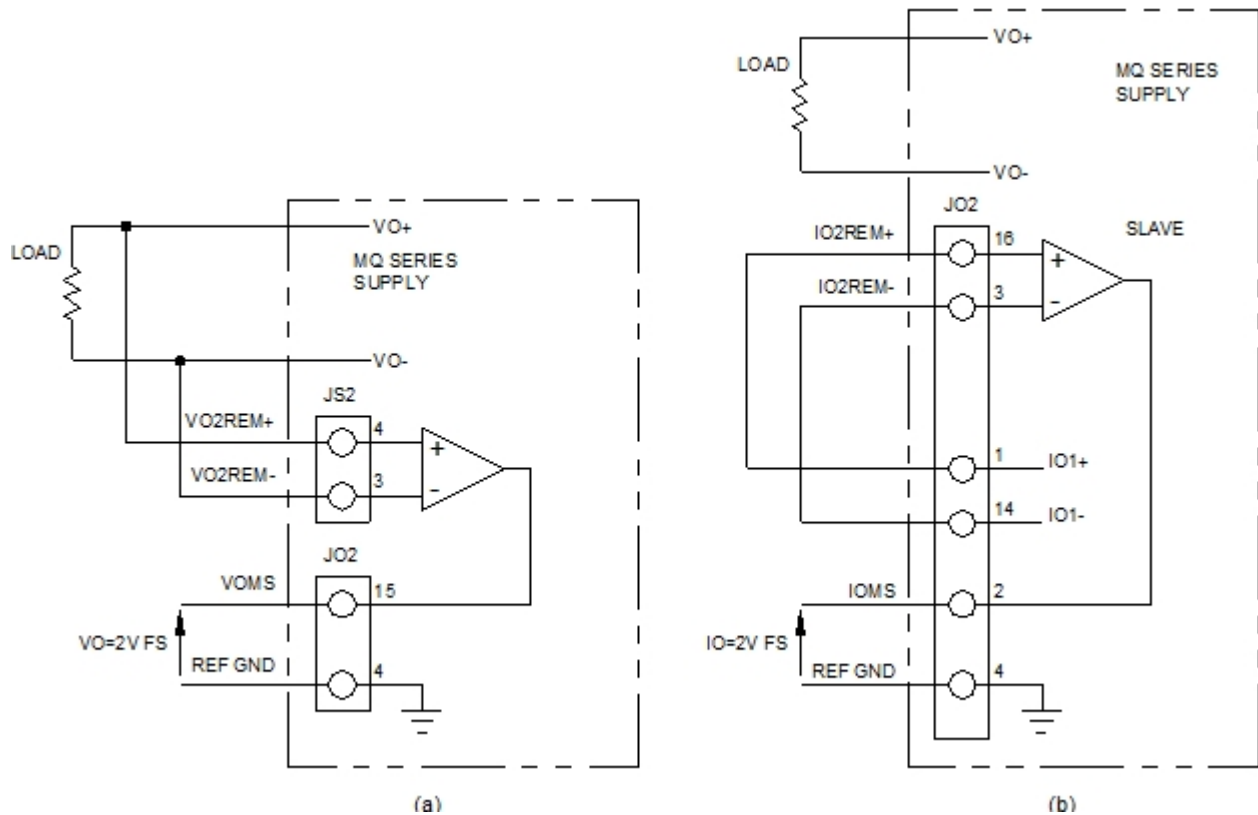 VO+
LOAD
MQ SERIES
SUPPLY
VO-
JS2
VO2REM+
4
+
VO2REM-
3
-
JO2
VOMS
15
VO=2V FS
REF GND
4
(a)
VO+
LOAD
MQ SERIES
SUPPLY
VO-
JO2
SLAVE
IO2REM+
16
+
IO2REM-
3
-
1
IO1+
14
IO1-
IOMS
2
IO=2V FS
REF GND
4
(b)